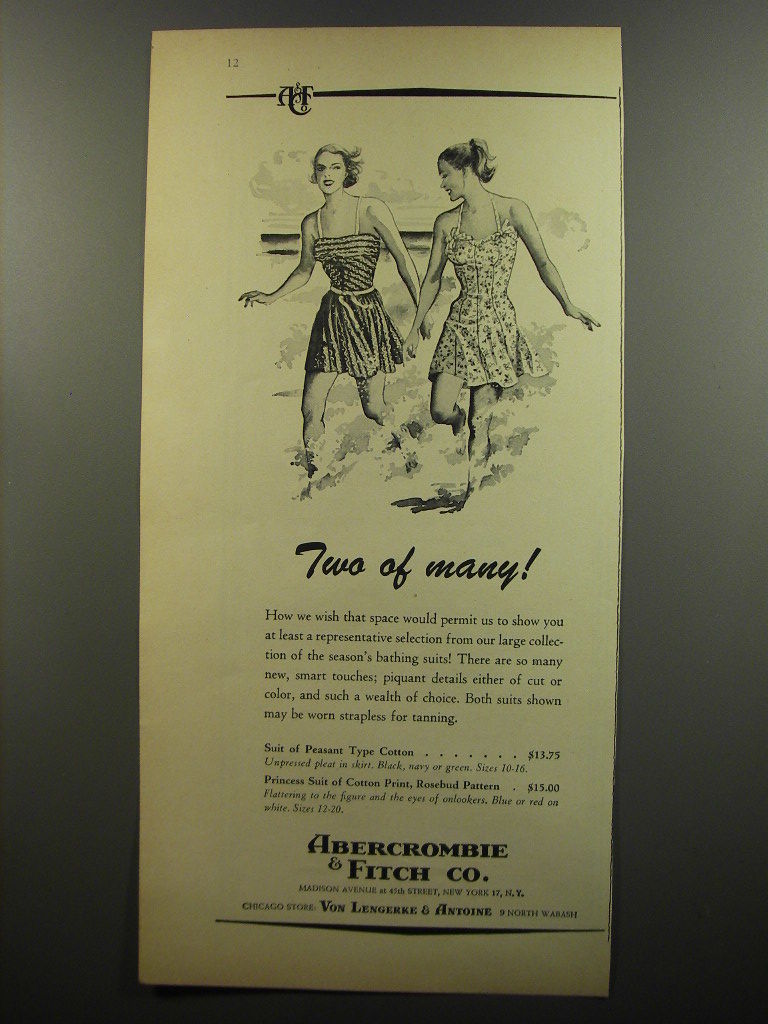 12
A&F Co
Two of many!
How we wish that space would permit us to show you
at least a representative selection from our large collec-
tion of the season's bathing suits! There are so many
new, smart touches; piquant details either of cut or
color, and such a wealth of choice. Both suits shown
may be worn strapless for tanning.
Suit of Peasant Type Cotton . . . . . . . $13.75
Unpressed pleat in skirt. Black, navy or green. Sizes 10-16.
Princess Suit of Cotton Print, Rosebud Pattern . $15.00
Flattering to the figure and the eyes of onlookers. Blue or red on
white. Sizes 12-20.
ABERCROMBIE
& FITCH CO.
MADISON AVENUE at 45th STREET, NEW YORK 17, N.Y.
CHICAGO STORE: VON LENGERKE & ANTOINE 9 NORTH WABASH